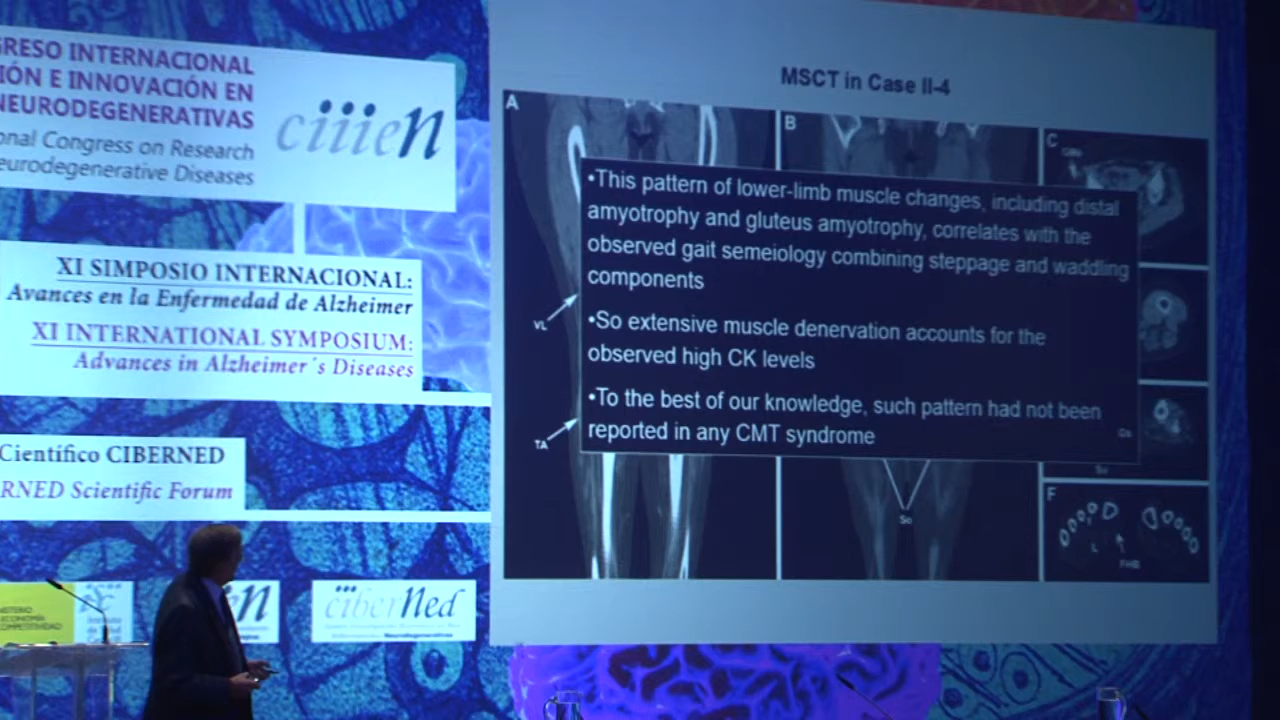 GRESO INTERNACIONAL
IÓN E INNOVACIÓN EN
NEURODEGENERATIVAS
onal Congress on Research
eurodegenerative Diseases
ciiien
XI SIMPOSIO INTERNACIONAL:
Avances en la Enfermedad de Alzheimer
XI INTERNATIONAL SYMPOSIUM:
Advances in Alzheimer´s Diseases
Científico CIBERNED
RNED Scientific Forum
ciberned
MSCT in Case II-4
A
B
C
•This pattern of lower-limb muscle changes, including distal
amyotrophy and gluteus amyotrophy, correlates with the
observed gait semeiology combining steppage and waddling
components
•So extensive muscle denervation accounts for the
observed high CK levels
•To the best of our knowledge, such pattern had not been
reported in any CMT syndrome
VL
TA
So
F
L
FHB